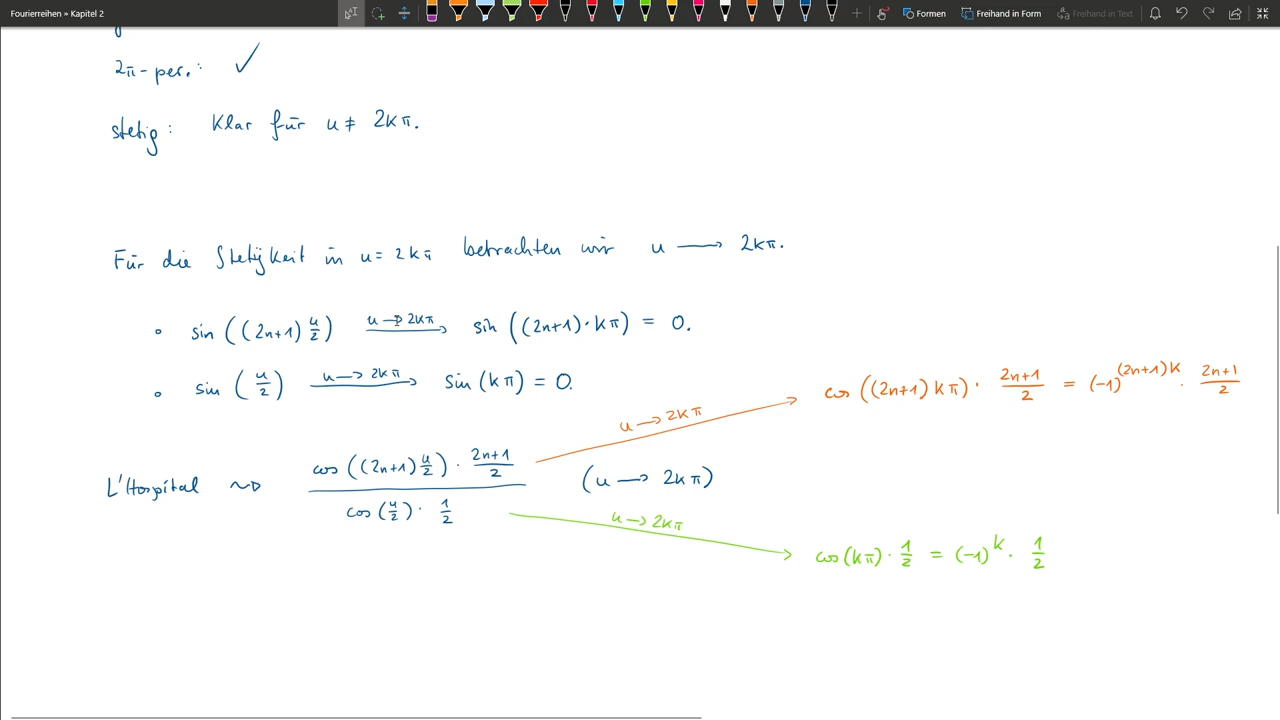 Fourierreihen » Kapitel 2
Formen
Freihand in Form
Freihand in Text
2π-per.: ✓
stetig: Klar für u ≠ 2kπ.
Für die Stetigkeit in u = 2kπ betrachten wir u ⟶ 2kπ.
∘ sin((2n+1) u/2) —u→2kπ→ sin((2n+1)·kπ) = 0.
∘ sin(u/2) —u→2kπ→ sin(kπ) = 0.
u → 2kπ
cos((2n+1)kπ) · (2n+1)/2 = (-1)^((2n+1)k) · (2n+1)/2
L'Hospital ⇝ (cos((2n+1) u/2) · (2n+1)/2) / (cos(u/2) · 1/2) (u ⟶ 2kπ)
u → 2kπ
cos(kπ) · 1/2 = (-1)^k · 1/2